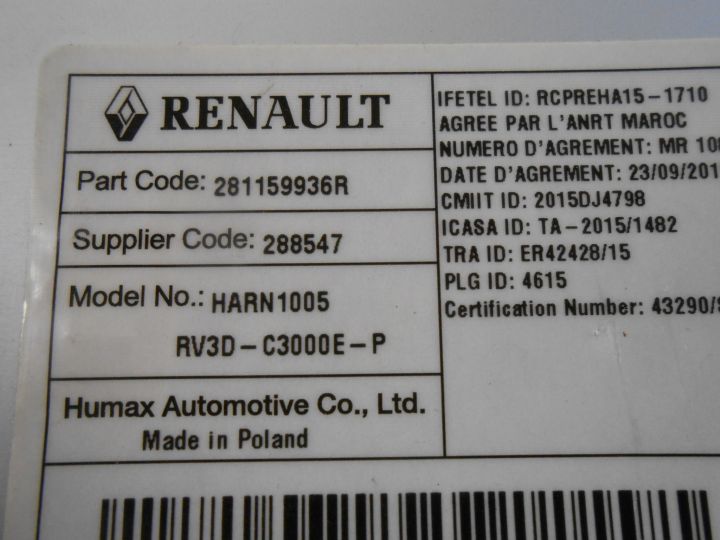 RENAULT
Part Code: 281159936R
Supplier Code: 288547
Model No.: HARN1005
RV3D-C3000E-P
Humax Automotive Co., Ltd.
Made in Poland
IFETEL ID: RCPREHA15-1710
AGREE PAR L'ANRT MAROC
NUMERO D'AGREMENT: MR
DATE D'AGREMENT:
CMIIT ID: 2015DJ4798
ICASA ID: TA-2015/1482
TRA ID: ER42428/15
PLG ID: 4615
Certification Number: